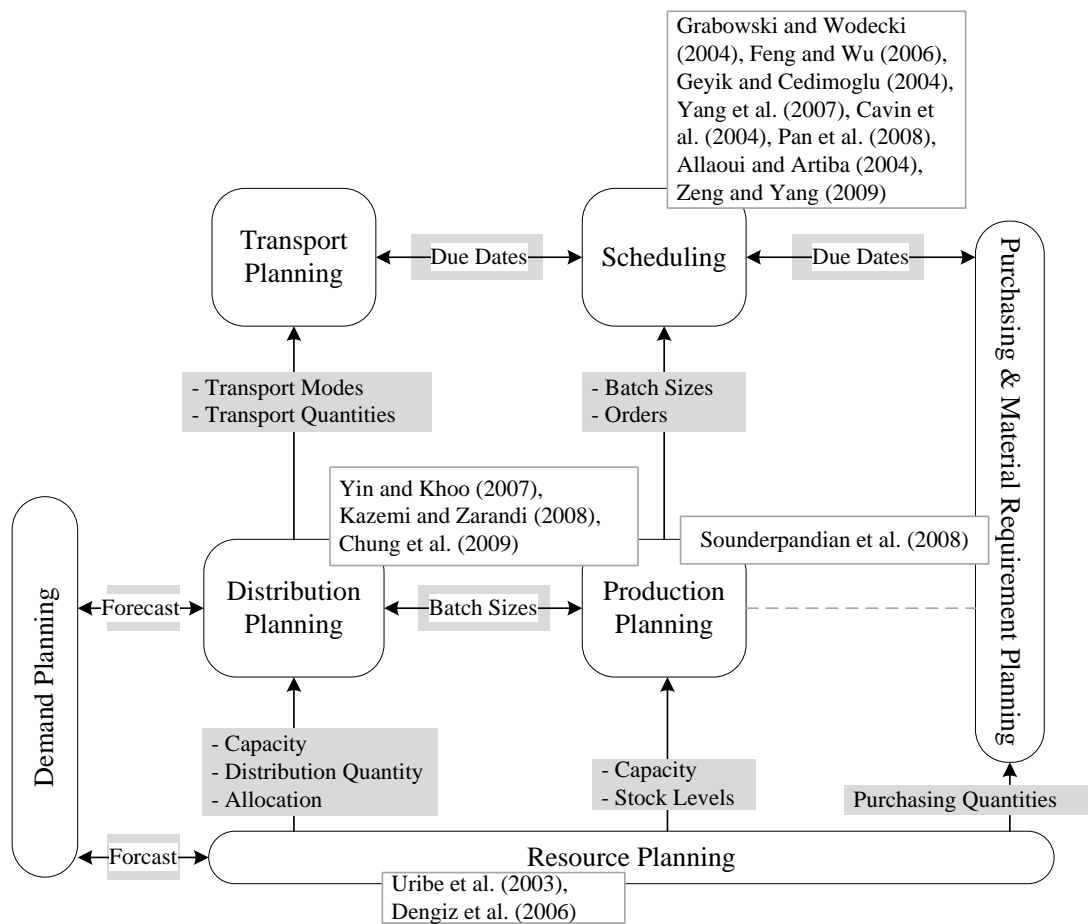 Grabowski and Wodecki
(2004), Feng and Wu (2006),
Geyik and Cedimoglu (2004),
Yang et al. (2007), Cavin et
al. (2004), Pan et al. (2008),
Allaoui and Artiba (2004),
Zeng and Yang (2009)
Transport
Planning
Due Dates
Scheduling
Due Dates
Purchasing & Material Requirement Planning
- Transport Modes
- Transport Quantities
- Batch Sizes
- Orders
Yin and Khoo (2007),
Kazemi and Zarandi (2008),
Chung et al. (2009)
Sounderpandian et al. (2008)
Demand Planning
Forecast
Distribution
Planning
Batch Sizes
Production
Planning
- Capacity
- Distribution Quantity
- Allocation
- Capacity
- Stock Levels
Purchasing Quantities
Forcast
Resource Planning
Uribe et al. (2003),
Dengiz et al. (2006)